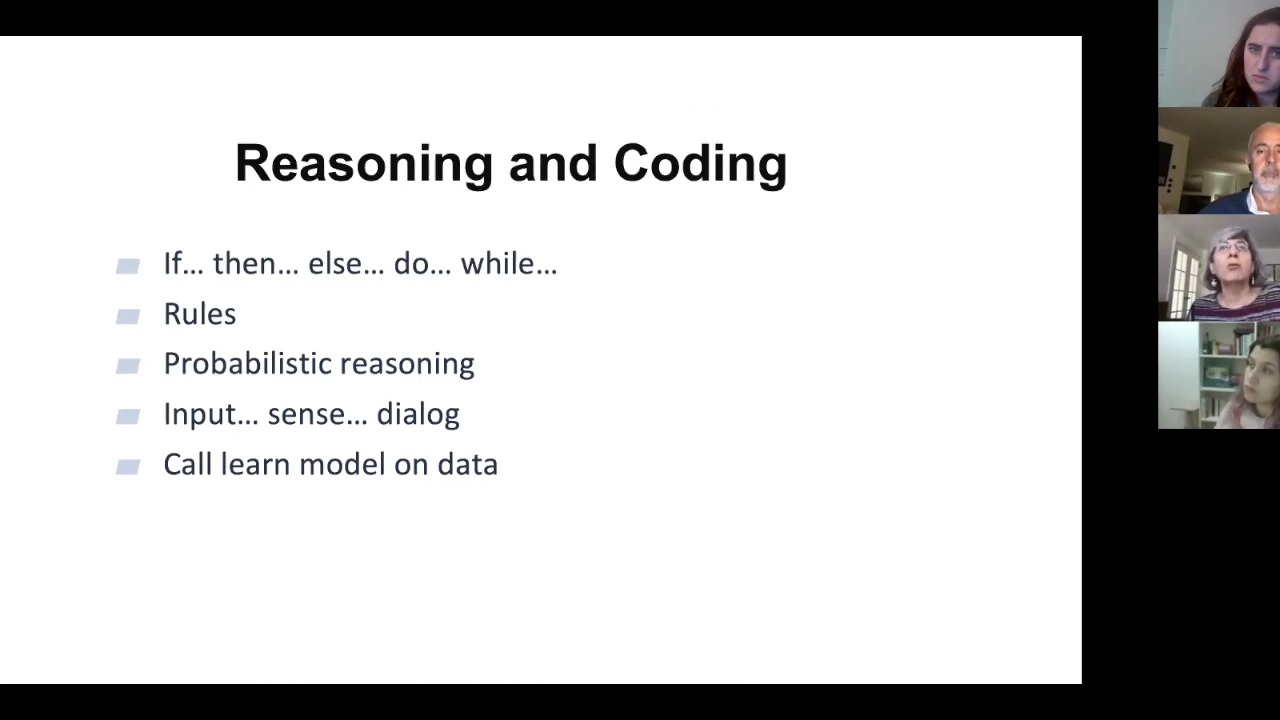 Reasoning and Coding
If... then... else... do... while...
Rules
Probabilistic reasoning
Input... sense... dialog
Call learn model on data